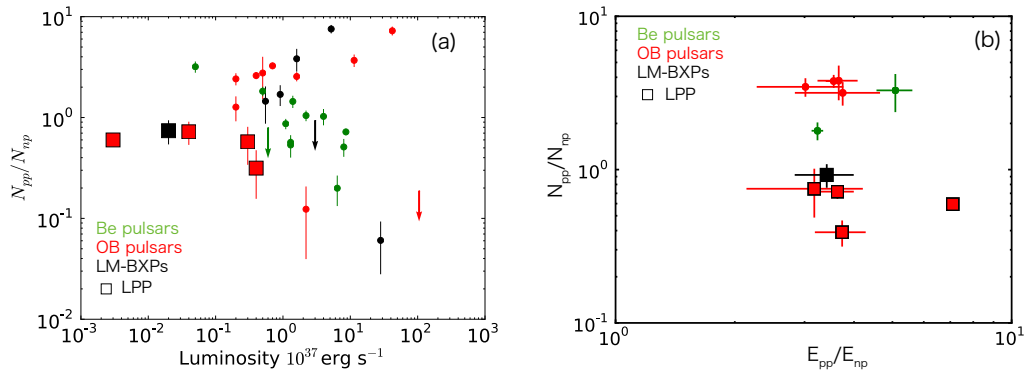 (a)
N_pp/N_np
10^1
10^0
10^-1
10^-2
Be pulsars
OB pulsars
LM-BXPs
LPP
10^-3 10^-2 10^-1 10^0 10^1 10^2 10^3
Luminosity 10^37 erg s^-1
(b)
Be pulsars
OB pulsars
LM-BXPs
LPP
N_pp/N_np
10^1
10^0
10^-1
10^0 10^1
E_pp/E_np